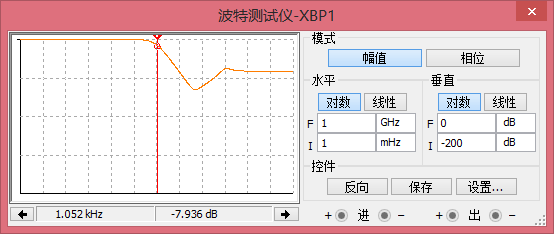 波特测试仪-XBP1
模式
幅值 相位
水平 垂直
对数 线性 对数 线性
F 1 GHz F 0 dB
I 1 mHz I -200 dB
控件
反向 保存 设置...
1.052 kHz -7.936 dB + 进 − + 出 −